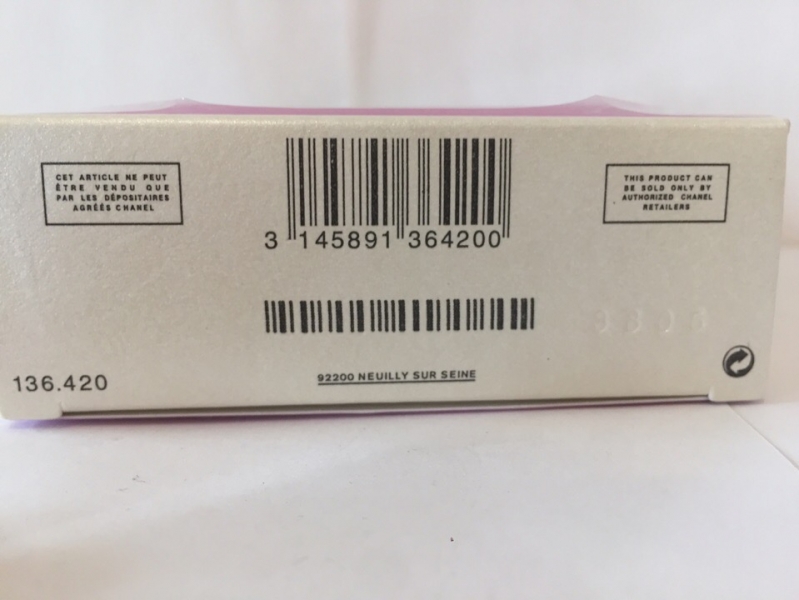 CET ARTICLE NE PEUT
ÊTRE VENDU QUE
PAR LES DÉPOSITAIRES
AGRÉÉS CHANEL
THIS PRODUCT CAN
BE SOLD ONLY BY
AUTHORIZED CHANEL
RETAILERS
3 145891 364200
136.420
92200 NEUILLY SUR SEINE